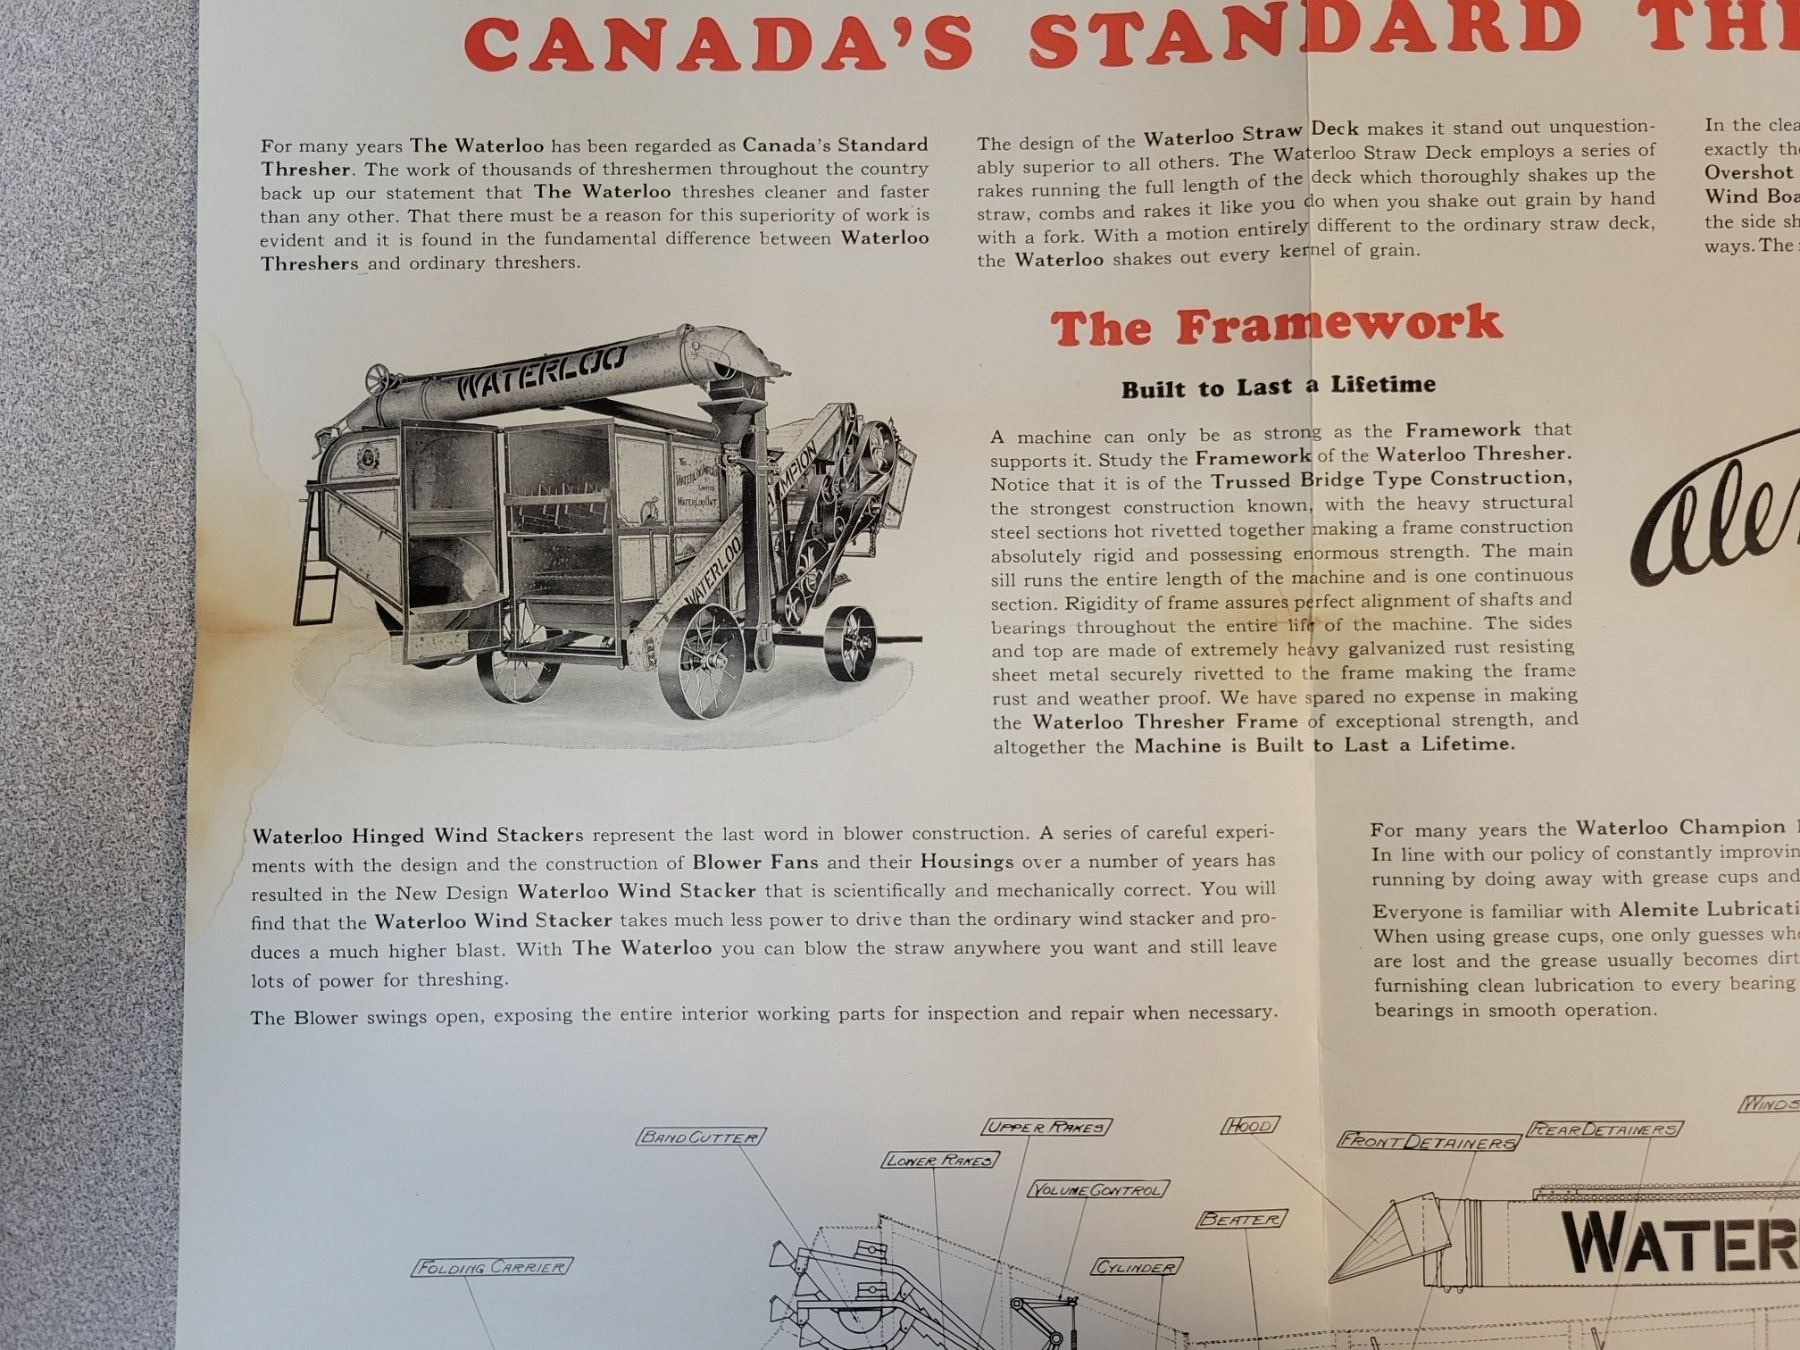 CANADA'S STANDARD
For many years The Waterloo has been regarded as Canada's Standard
Thresher. The work of thousands of threshermen throughout the country
back up our statement that The Waterloo threshes cleaner and faster
than any other. That there must be a reason for this superiority of work is
evident and it is found in the fundamental difference between Waterloo
Threshers and ordinary threshers.
The design of the Waterloo Straw Deck makes it stand out unquestion-
ably superior to all others. The Waterloo Straw Deck employs a series of
rakes running the full length of the deck which thoroughly shakes up the
straw, combs and rakes it like you do when you shake out grain by hand
with a fork. With a motion entirely different to the ordinary straw deck,
the Waterloo shakes out every kernel of grain.
In the
exactly
Overshot
Wind
the side
ways. The
WATERLOO
WATERLOO ONT
WATERLOO
The Framework
Built to Last a Lifetime
A machine can only be as strong as the Framework that
supports it. Study the Framework of the Waterloo Thresher.
Notice that it is of the Trussed Bridge Type Construction,
the strongest construction known, with the heavy structural
steel sections hot rivetted together making a frame construction
absolutely rigid and possessing enormous strength. The main
sill runs the entire length of the machine and is one continuous
section. Rigidity of frame assures perfect alignment of shafts and
bearings throughout the entire life of the machine. The sides
and top are made of extremely heavy galvanized rust resisting
sheet metal securely rivetted to the frame making the frame
rust and weather proof. We have spared no expense in making
the Waterloo Thresher Frame of exceptional strength, and
altogether the Machine is Built to Last a Lifetime.
Waterloo Hinged Wind Stackers represent the last word in blower construction. A series of careful experi-
ments with the design and the construction of Blower Fans and their Housings over a number of years has
resulted in the New Design Waterloo Wind Stacker that is scientifically and mechanically correct. You will
find that the Waterloo Wind Stacker takes much less power to drive than the ordinary wind stacker and pro-
duces a much higher blast. With The Waterloo you can blow the straw anywhere you want and still leave
lots of power for threshing.
The Blower swings open, exposing the entire interior working parts for inspection and repair when necessary.
For many years the Waterloo Champion
In line with our policy of constantly
running by doing away with grease cups and
Everyone is familiar with Alemite
When using grease cups, one only guesses
are lost and the grease usually becomes
furnishing clean lubrication to every bearing
bearings in smooth operation.
BAND CUTTER
UPPER RAKES
HOOD
FRONT DETAINERS
REAR DETAINERS
LOWER RAKES
VOLUME CONTROL
BEATER
FOLDING CARRIER
CYLINDER